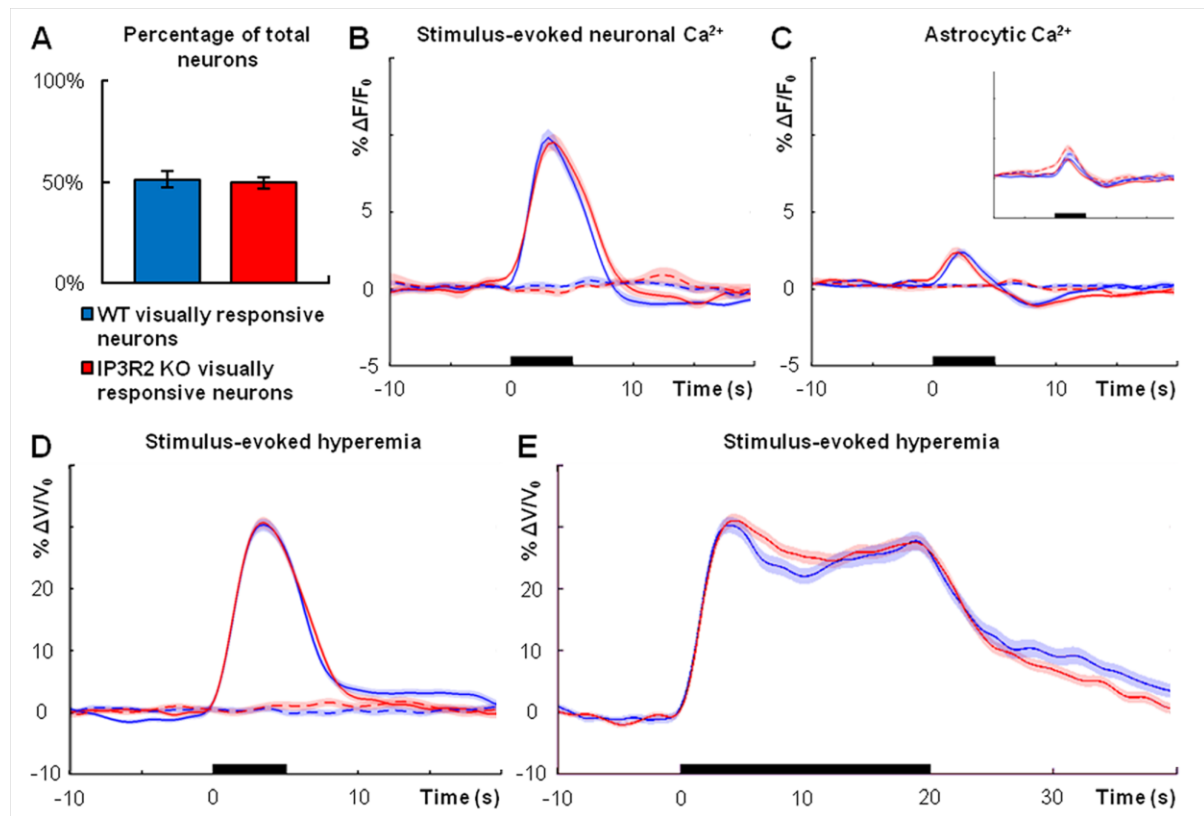 A
Percentage of total
neurons
100%
50%
0%
WT visually responsive
neurons
IP3R2 KO visually
responsive neurons
B
Stimulus-evoked neuronal Ca²⁺
% ΔF/F₀
5
0
-5
-10
0
10
Time (s)
C
Astrocytic Ca²⁺
% ΔF/F₀
5
0
-5
-10
0
10
Time (s)
D
Stimulus-evoked hyperemia
% ΔV/V₀
20
10
0
-10
-10
0
10
Time (s)
E
Stimulus-evoked hyperemia
% ΔV/V₀
20
10
0
-10
-10
0
10
20
30
Time (s)